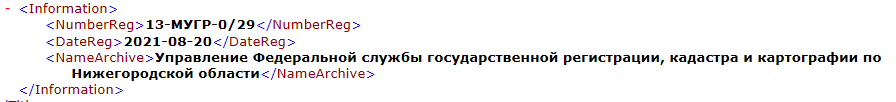 - <Information>
<NumberReg>13-МУГР-0/29</NumberReg>
<DateReg>2021-08-20</DateReg>
<NameArchive>Управление Федеральной службы государственной регистрации, кадастра и картографии по
Нижегородской области</NameArchive>
</Information>